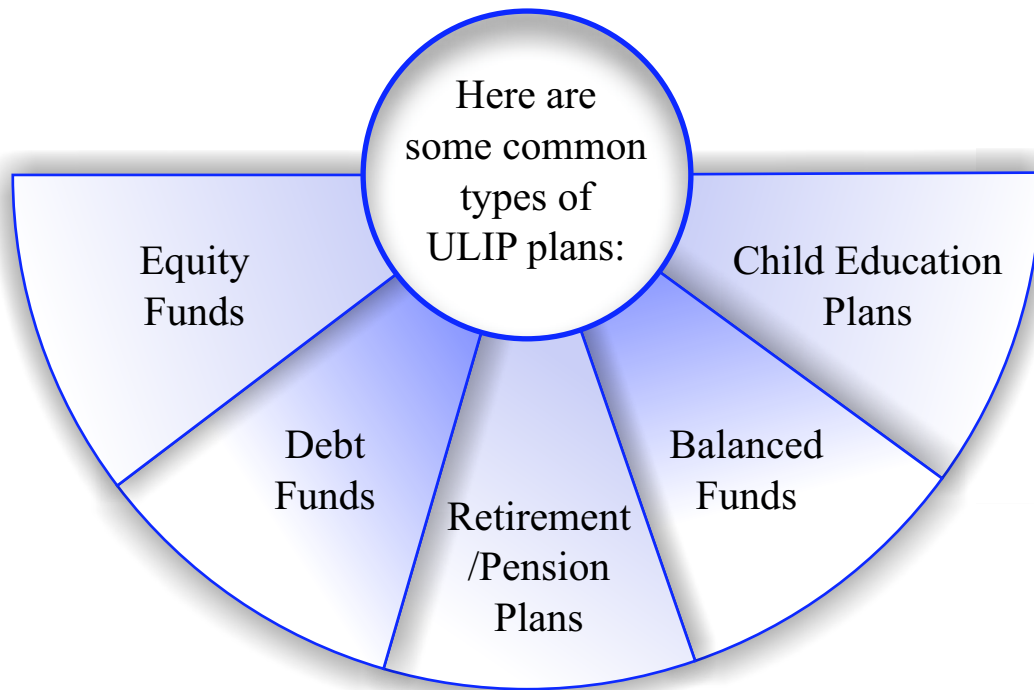 Here are
some common
types of
ULIP plans:
Equity
Funds
Debt
Funds
Retirement
/Pension
Plans
Balanced
Funds
Child Education
Plans